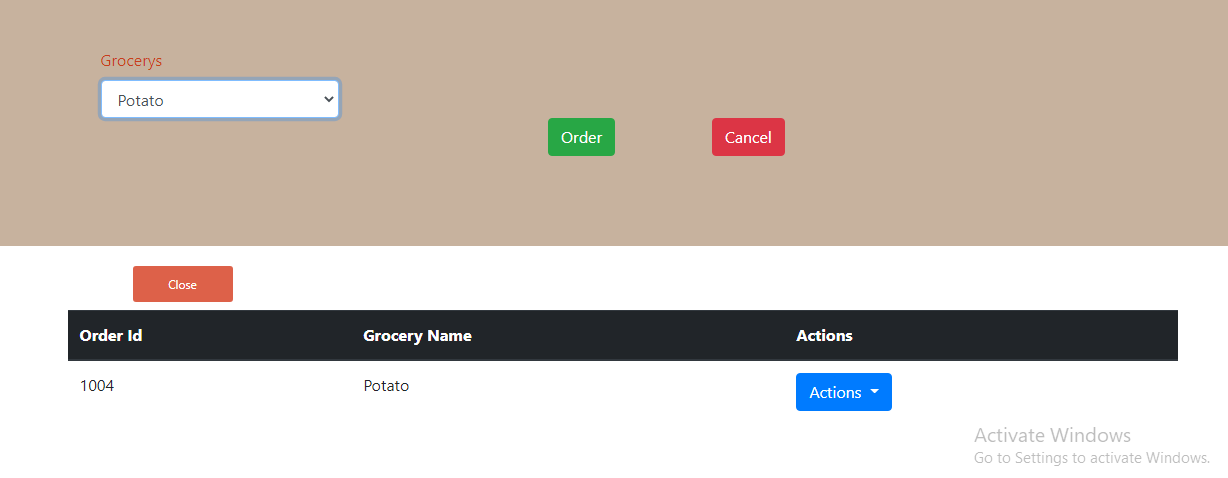 Grocerys
Potato
Order
Cancel
Close
Order Id Grocery Name Actions
1004 Potato Actions
Activate Windows
Go to Settings to activate Windows.